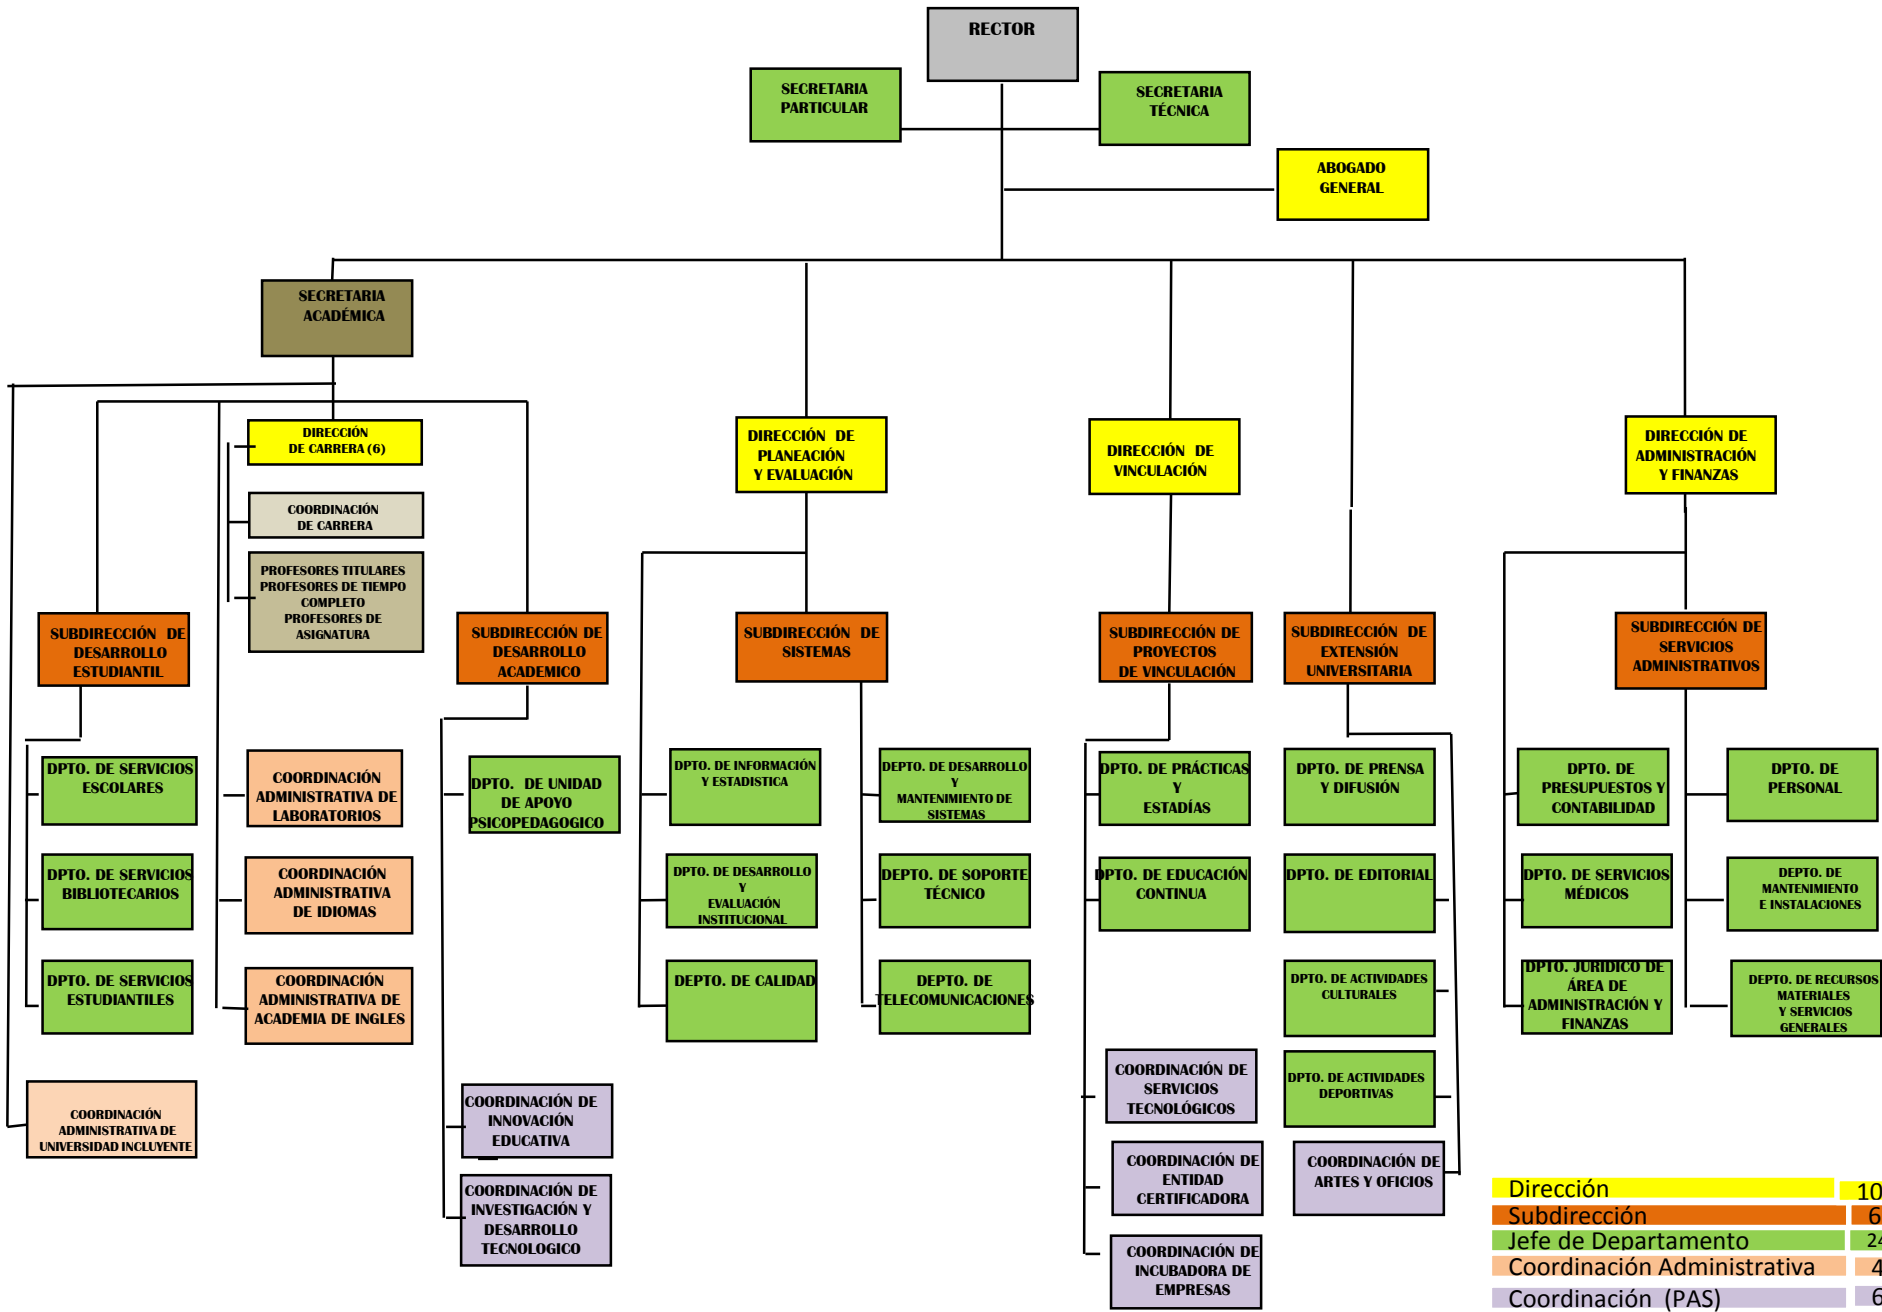 RECTOR
SECRETARIA
PARTICULAR
SECRETARIA
TÉCNICA
ABOGADO
GENERAL
SECRETARIA
ACADÉMICA
DIRECCIÓN
DE CARRERA (6)
COORDINACIÓN
DE CARRERA
PROFESORES TITULARES
PROFESORES DE TIEMPO
COMPLETO
PROFESORES DE
ASIGNATURA
DIRECCIÓN DE
PLANEACIÓN
Y EVALUACIÓN
DIRECCIÓN DE
VINCULACIÓN
DIRECCIÓN DE
ADMINISTRACIÓN
Y FINANZAS
SUBDIRECCIÓN DE
DESARROLLO
ESTUDIANTIL
SUBDIRECCIÓN DE
DESARROLLO
ACADEMICO
SUBDIRECCIÓN DE
SISTEMAS
SUBDIRECCIÓN DE
PROYECTOS
DE VINCULACIÓN
SUBDIRECCIÓN DE
EXTENSIÓN
UNIVERSITARIA
SUBDIRECCIÓN DE
SERVICIOS
ADMINISTRATIVOS
DPTO. DE SERVICIOS
ESCOLARES
COORDINACIÓN
ADMINISTRATIVA DE
LABORATORIOS
DPTO. DE UNIDAD
DE APOYO
PSICOPEDAGOGICO
DPTO. DE INFORMACIÓN
Y ESTADISTICA
DEPTO. DE DESARROLLO
Y
MANTENIMIENTO DE
SISTEMAS
DPTO. DE PRÁCTICAS
Y
ESTADÍAS
DPTO. DE PRENSA
Y DIFUSIÓN
DPTO. DE
PRESUPUESTOS Y
CONTABILIDAD
DPTO. DE
PERSONAL
DPTO. DE SERVICIOS
BIBLIOTECARIOS
COORDINACIÓN
ADMINISTRATIVA
DE IDIOMAS
DPTO. DE DESARROLLO
Y
EVALUACIÓN
INSTITUCIONAL
DEPTO. DE SOPORTE
TÉCNICO
DPTO. DE EDUCACIÓN
CONTINUA
DPTO. DE EDITORIAL
DPTO. DE SERVICIOS
MÉDICOS
DEPTO. DE
MANTENIMIENTO
E INSTALACIONES
DPTO. DE SERVICIOS
ESTUDIANTILES
COORDINACIÓN
ADMINISTRATIVA DE
ACADEMIA DE INGLES
DEPTO. DE CALIDAD
DEPTO. DE
TELECOMUNICACIONES
DPTO. DE ACTIVIDADES
CULTURALES
DPTO. JURIDICO DE
ÁREA DE
ADMINISTRACIÓN Y
FINANZAS
DEPTO. DE RECURSOS
MATERIALES
Y SERVICIOS
GENERALES
COORDINACIÓN DE
SERVICIOS
TECNOLÓGICOS
DPTO. DE ACTIVIDADES
DEPORTIVAS
COORDINACIÓN
ADMINISTRATIVA DE
UNIVERSIDAD INCLUYENTE
COORDINACIÓN DE
INNOVACIÓN
EDUCATIVA
COORDINACIÓN DE
ENTIDAD
CERTIFICADORA
COORDINACIÓN DE
ARTES Y OFICIOS
COORDINACIÓN DE
INVESTIGACIÓN Y
DESARROLLO
TECNOLOGICO
COORDINACIÓN DE
INCUBADORA DE
EMPRESAS
Dirección 10
Subdirección 6
Jefe de Departamento 24
Coordinación Administrativa 4
Coordinación (PAS) 6